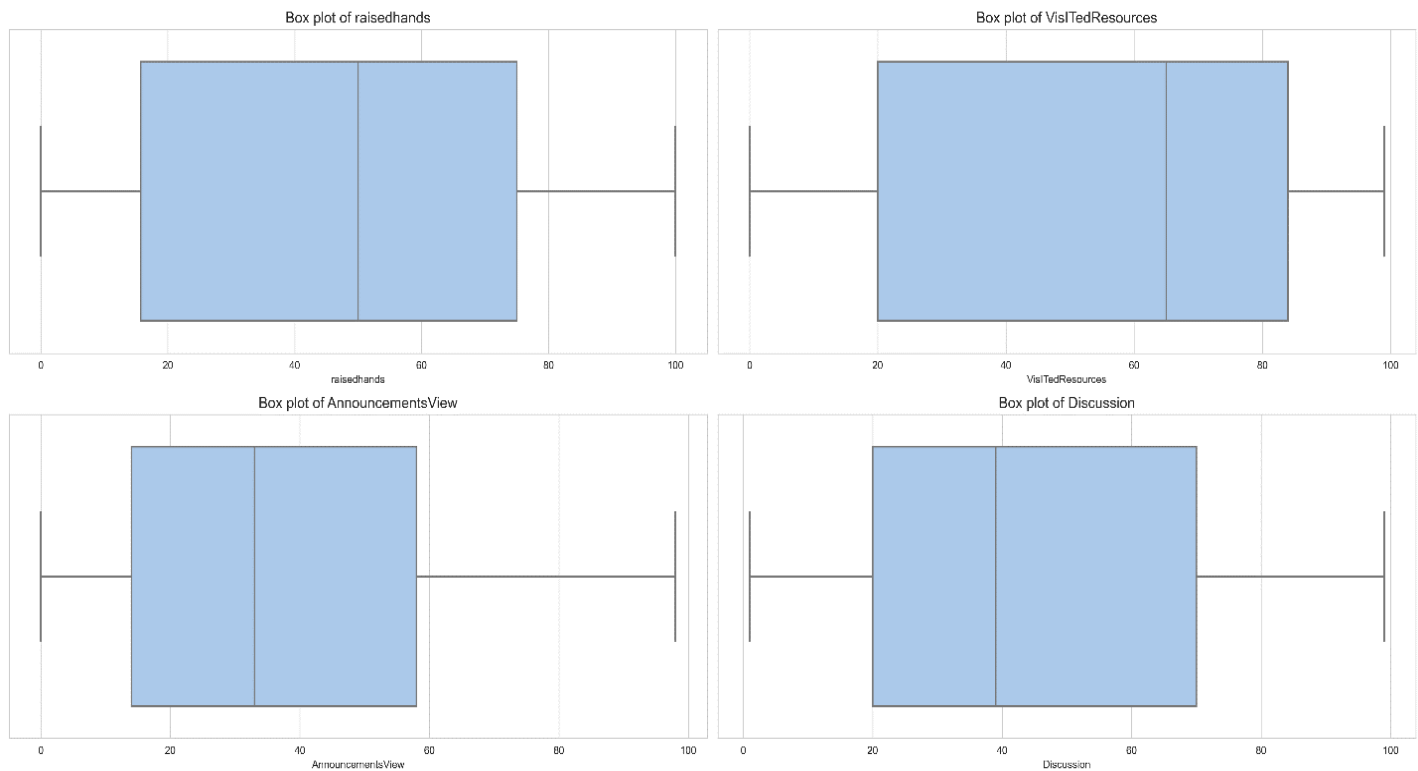 Box plot of raisedhands
0 20 40 60 80 100
raisedhands
Box plot of VisITedResources
0 20 40 60 80 100
VisITedResources
Box plot of AnnouncementsView
0 20 40 60 80 100
AnnouncementsView
Box plot of Discussion
0 20 40 60 80 100
Discussion